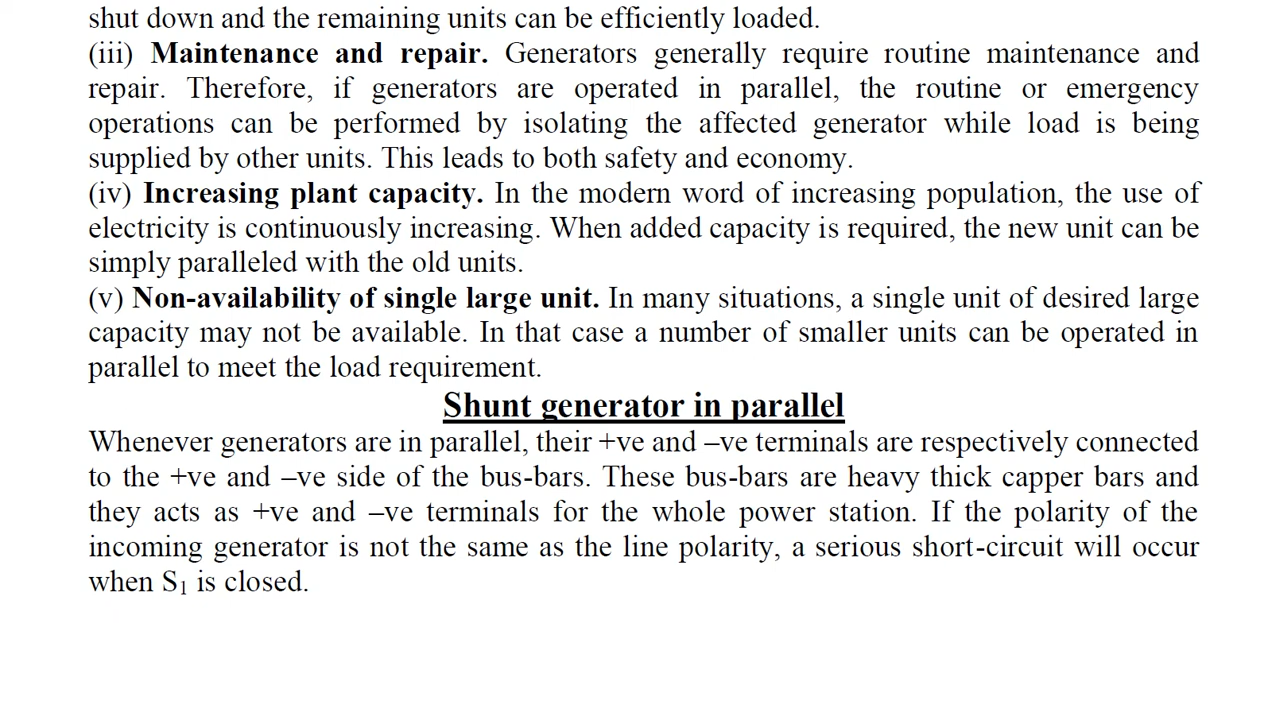 shut down and the remaining units can be efficiently loaded.
(iii) Maintenance and repair. Generators generally require routine maintenance and
repair. Therefore, if generators are operated in parallel, the routine or emergency
operations can be performed by isolating the affected generator while load is being
supplied by other units. This leads to both safety and economy.
(iv) Increasing plant capacity. In the modern word of increasing population, the use of
electricity is continuously increasing. When added capacity is required, the new unit can be
simply paralleled with the old units.
(v) Non-availability of single large unit. In many situations, a single unit of desired large
capacity may not be available. In that case a number of smaller units can be operated in
parallel to meet the load requirement.
Shunt generator in parallel
Whenever generators are in parallel, their +ve and –ve terminals are respectively connected
to the +ve and –ve side of the bus-bars. These bus-bars are heavy thick capper bars and
they acts as +ve and –ve terminals for the whole power station. If the polarity of the
incoming generator is not the same as the line polarity, a serious short-circuit will occur
when S₁ is closed.